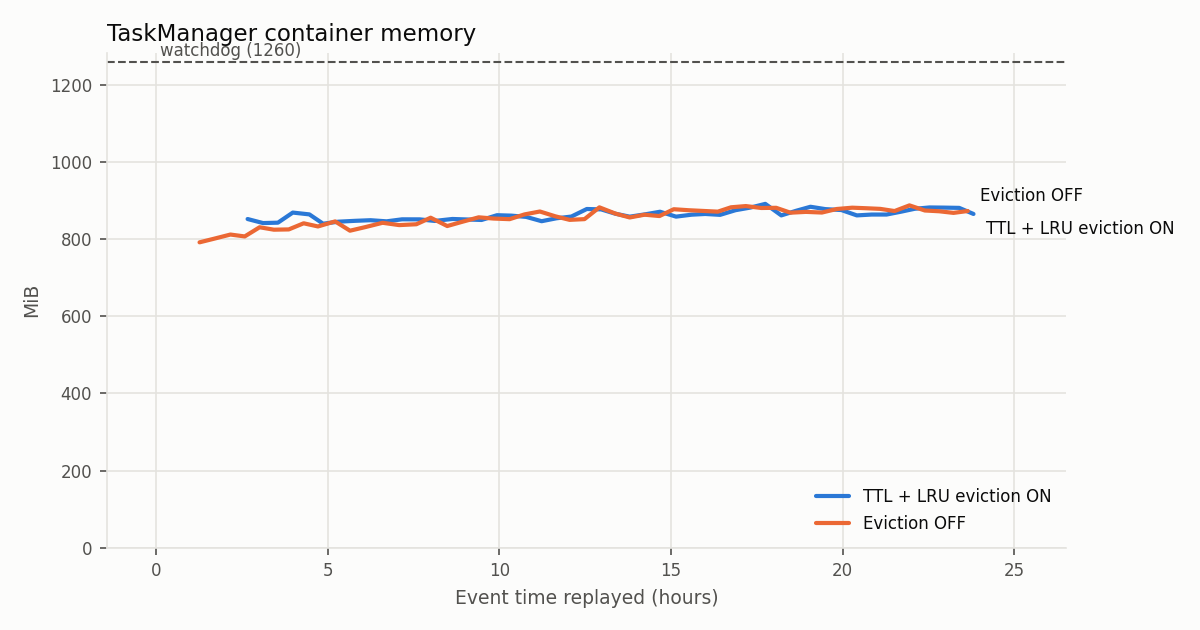 TaskManager container memory
watchdog (1260)
1200
1000
800
600
400
200
0
MiB
Eviction OFF
TTL + LRU eviction ON
TTL + LRU eviction ON
Eviction OFF
0 5 10 15 20 25
Event time replayed (hours)